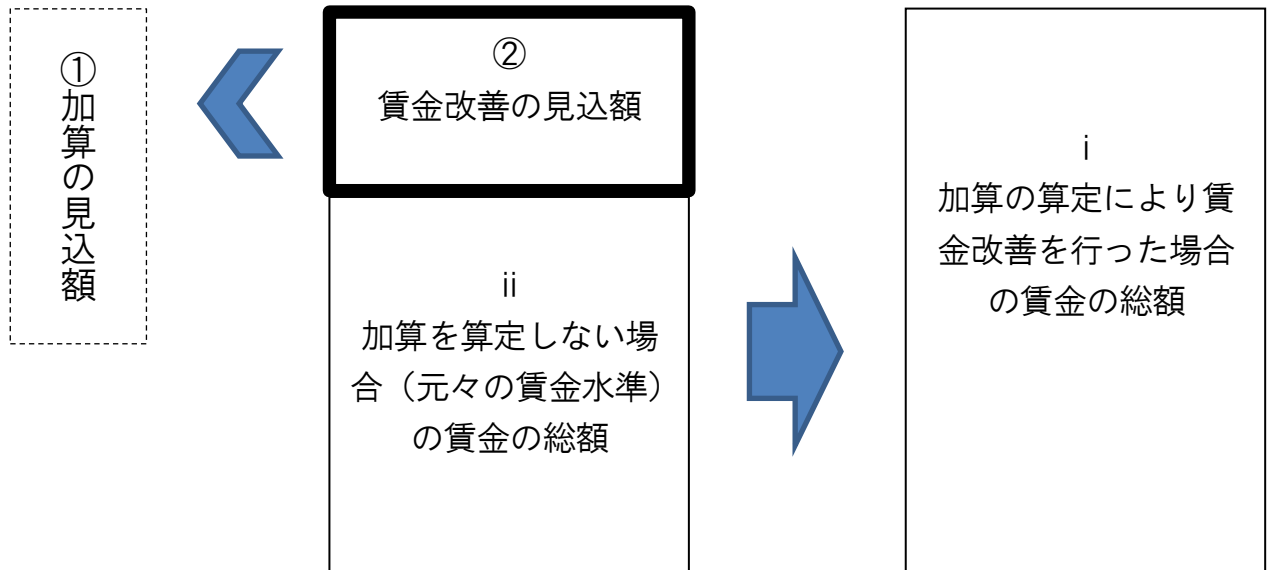 ①加算の見込額
②
賃金改善の見込額
ⅱ
加算を算定しない場
合（元々の賃金水準）
の賃金の総額
ⅰ
加算の算定により賃
金改善を行った場合
の賃金の総額